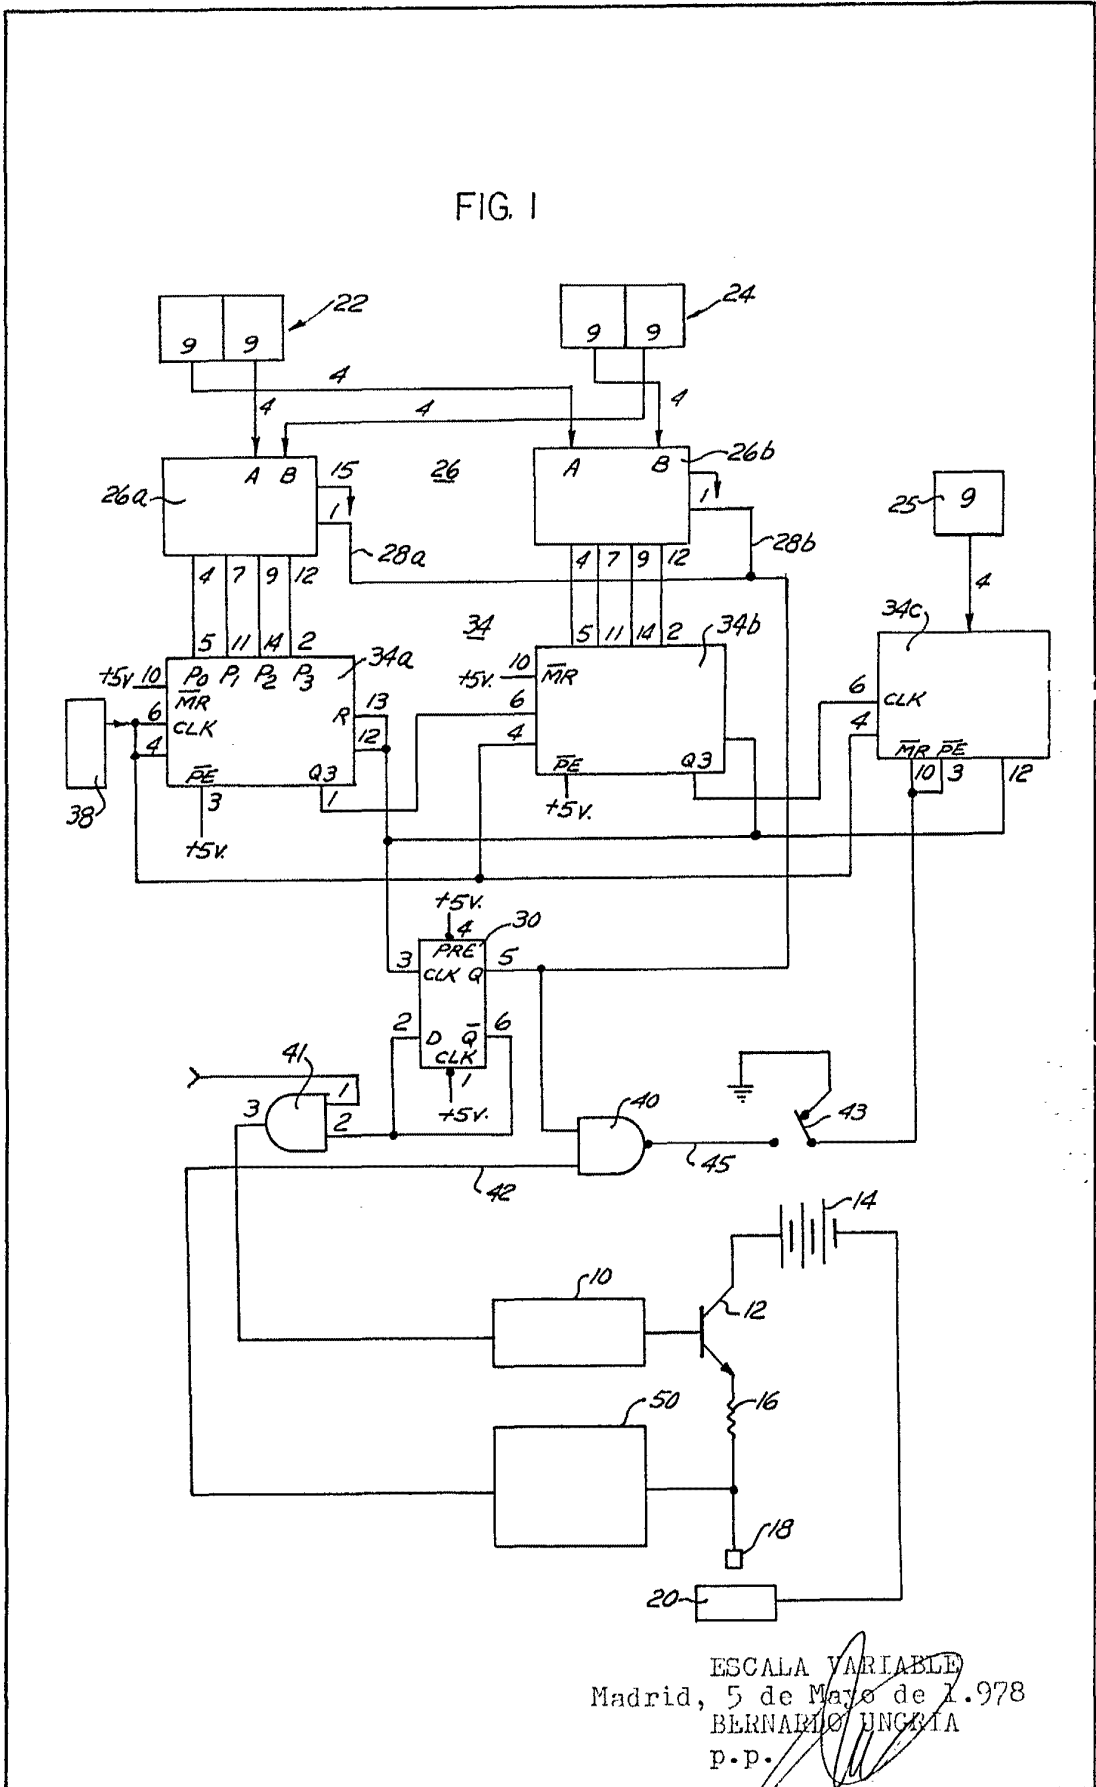 FIG. 1
22
24
9 9
9 9
4
4
4
4
A B
26a
15
1
28a
26
A B
26b
1
28b
25
9
4
4 7 9 12
5 11 14 2
4 7 9 12
5 11 14 2
34
34a
34b
34c
+5v 10
P0 P1 P2 P3
MR
6 CLK
4
R 13
12
PE
Q3
3
1
+5v.
38
+5v. 10 MR
6
4
PE
Q3
+5v.
6 CLK
4
MR PE
10 3 12
+5v.
4
30
PRE
3 CLK Q 5
2 D Q 6
CLK
1
+5v.
41
3
1
2
40
42
45
43
14
10
12
16
50
18
20
ESCALA VARIABLE
Madrid, 5 de Mayo de 1.978
BERNARDO UNGRIA
p.p.